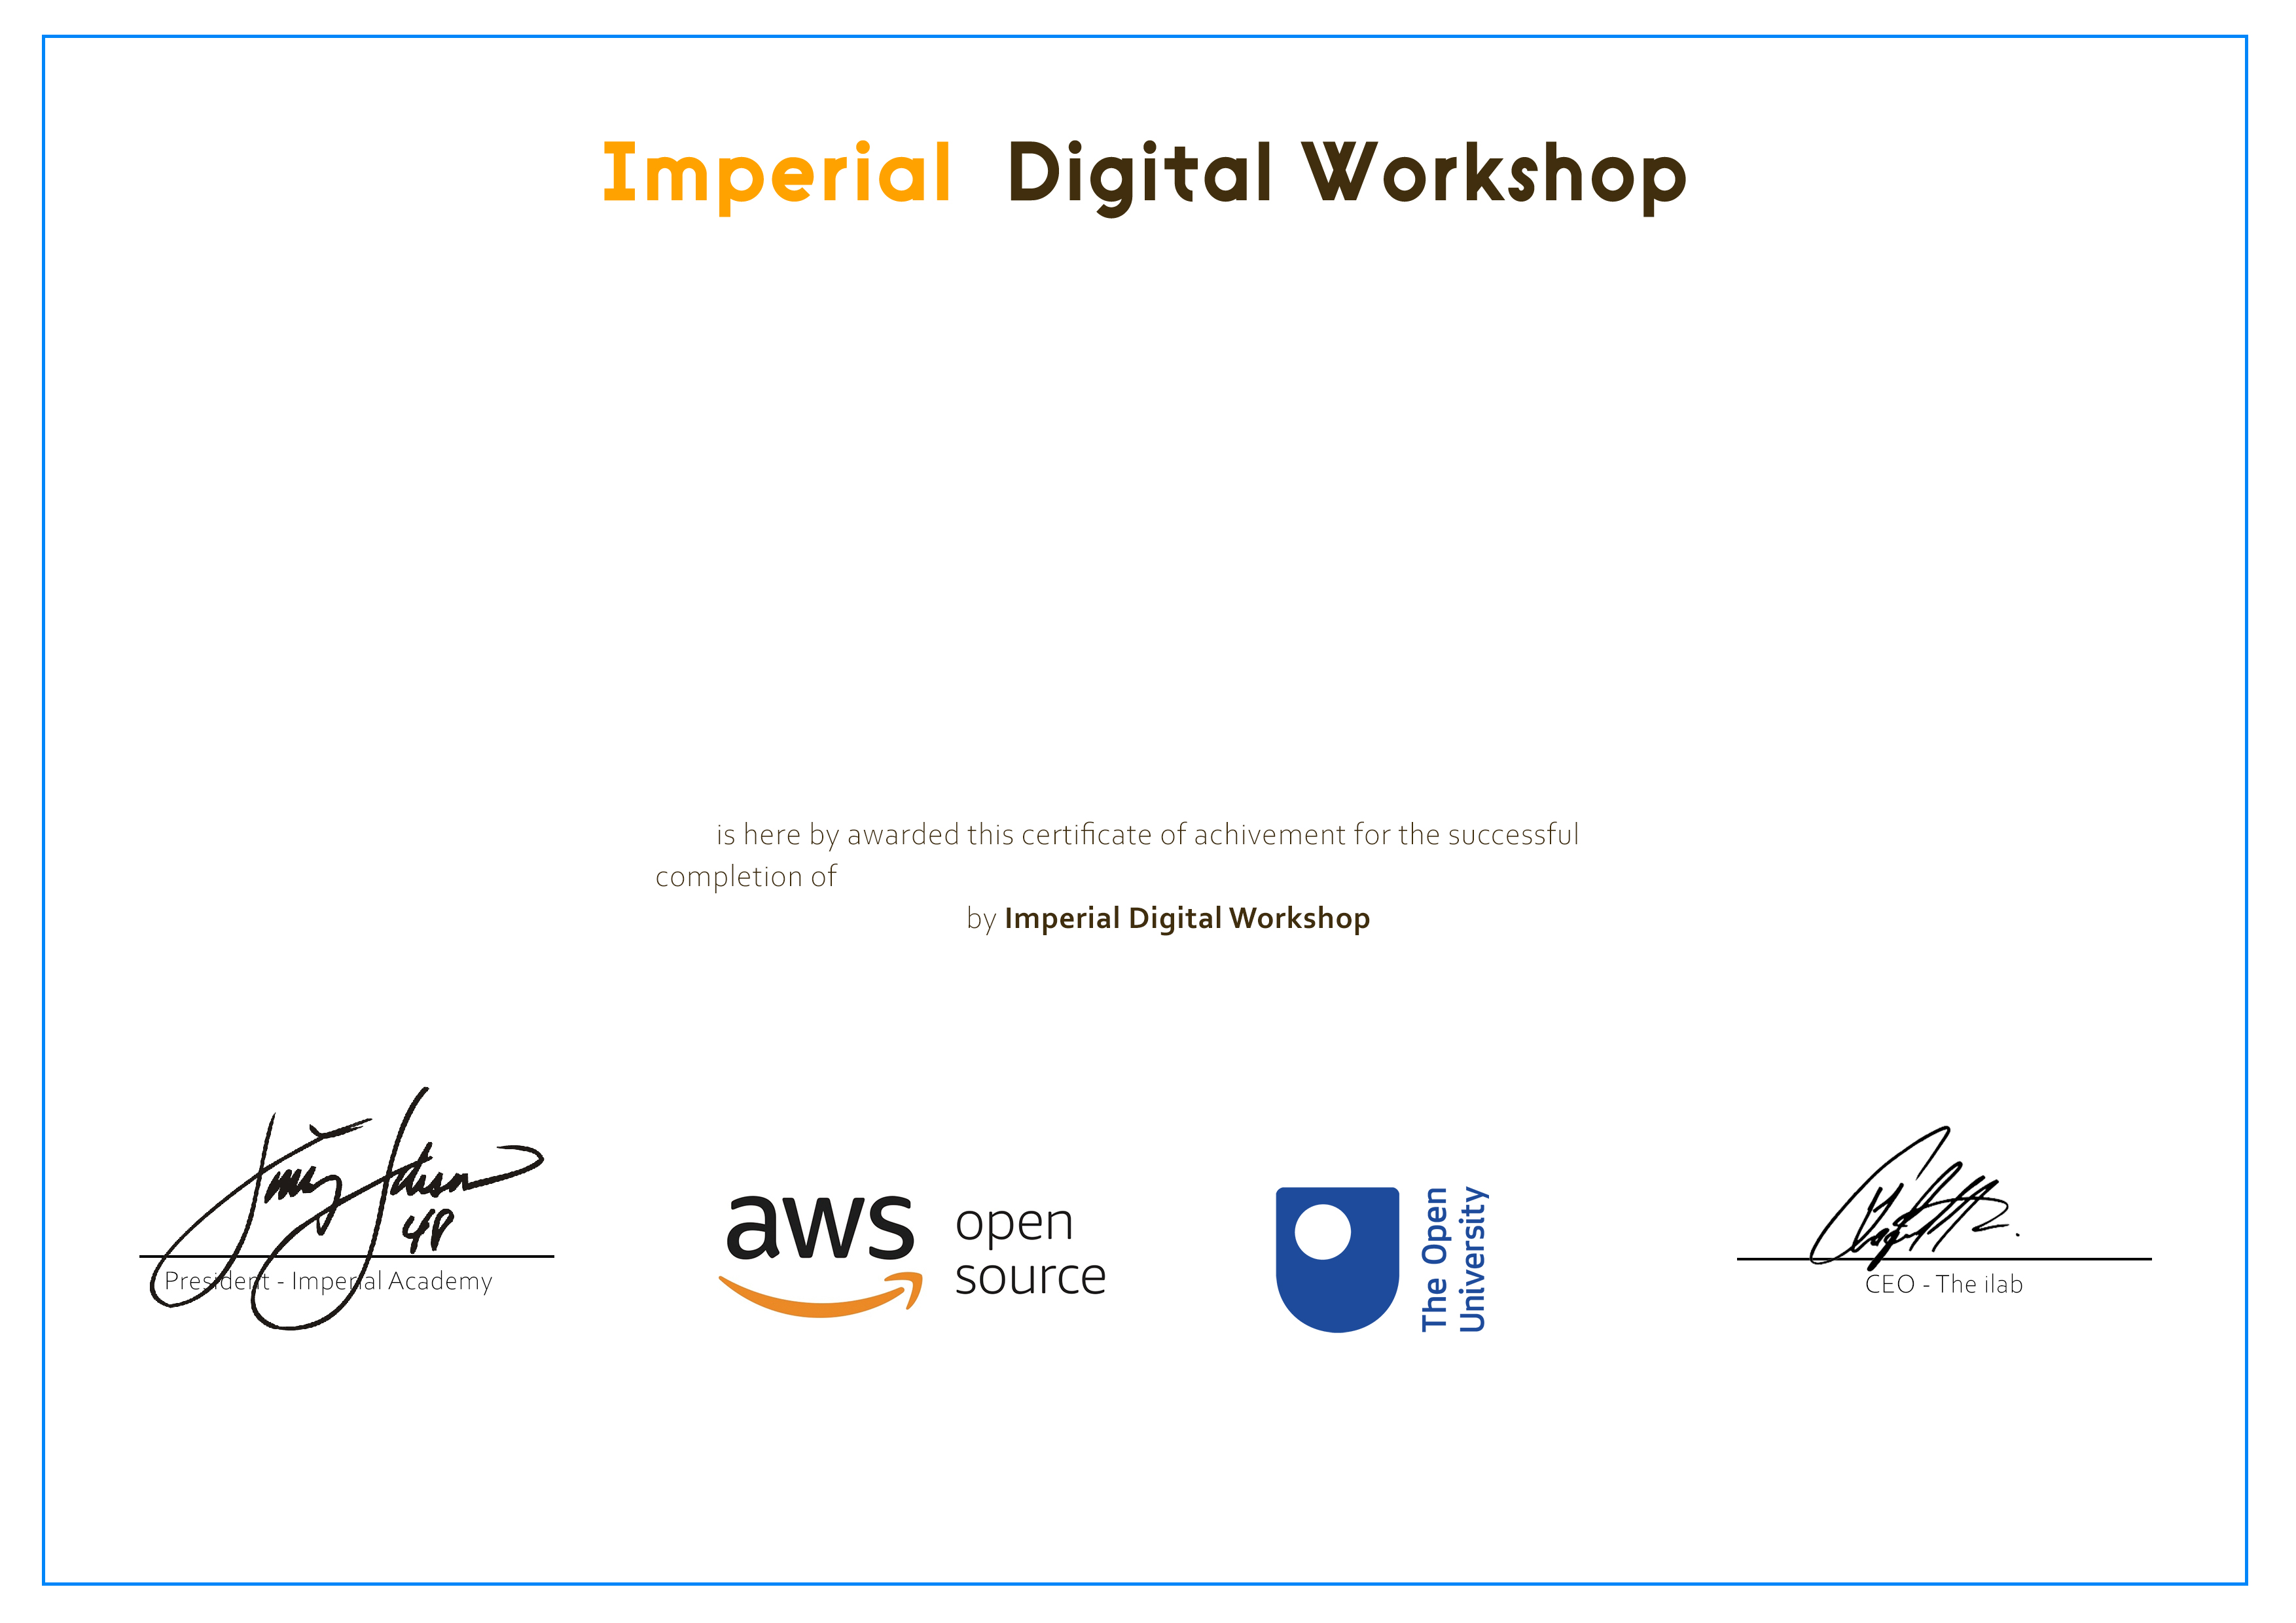 Imperial Digital Workshop
is here by awarded this certificate of achivement for the successful
completion of
by Imperial Digital Workshop
48
President - Imperial Academy
aws
open
source
The Open
University
CEO - The ilab